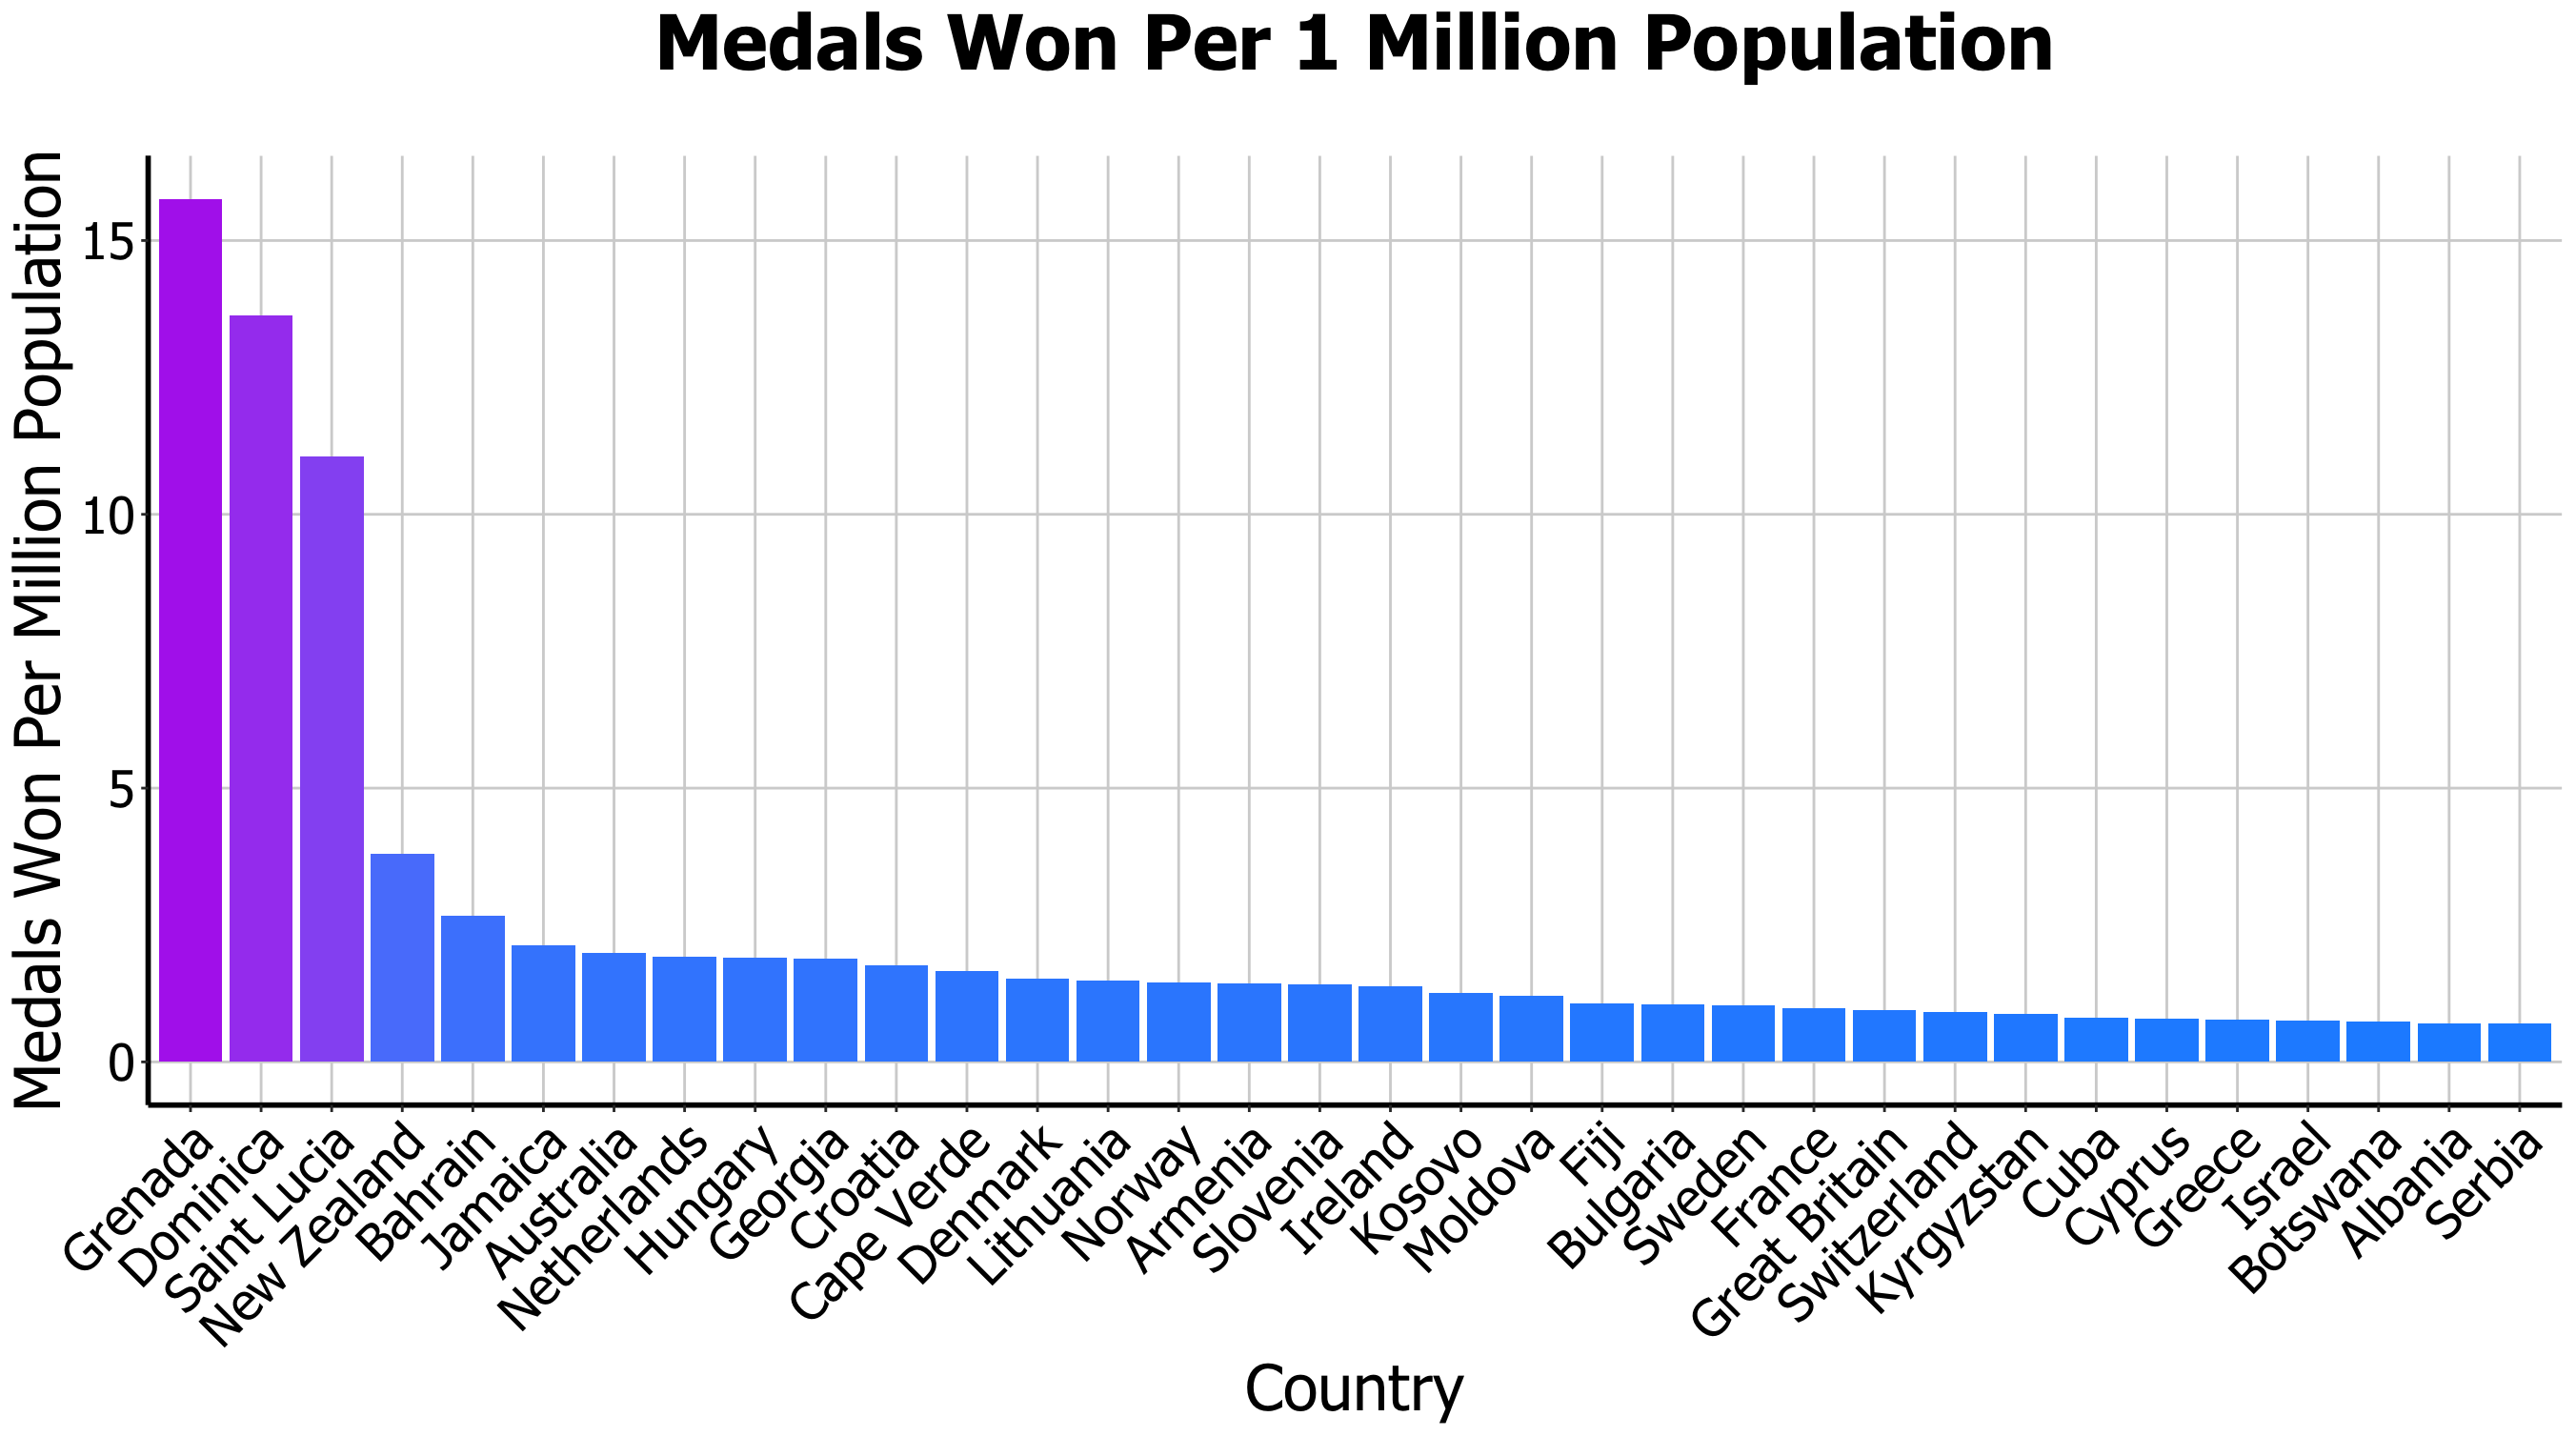 Medals Won Per 1 Million Population
Medals Won Per Million Population
15
10
5
0
Grenada
Dominica
Saint Lucia
New Zealand
Bahrain
Jamaica
Australia
Netherlands
Hungary
Georgia
Croatia
Cape Verde
Denmark
Lithuania
Norway
Armenia
Slovenia
Ireland
Kosovo
Moldova
Fiji
Bulgaria
Sweden
France
Great Britain
Switzerland
Kyrgyzstan
Cuba
Cyprus
Greece
Israel
Botswana
Albania
Serbia
Country